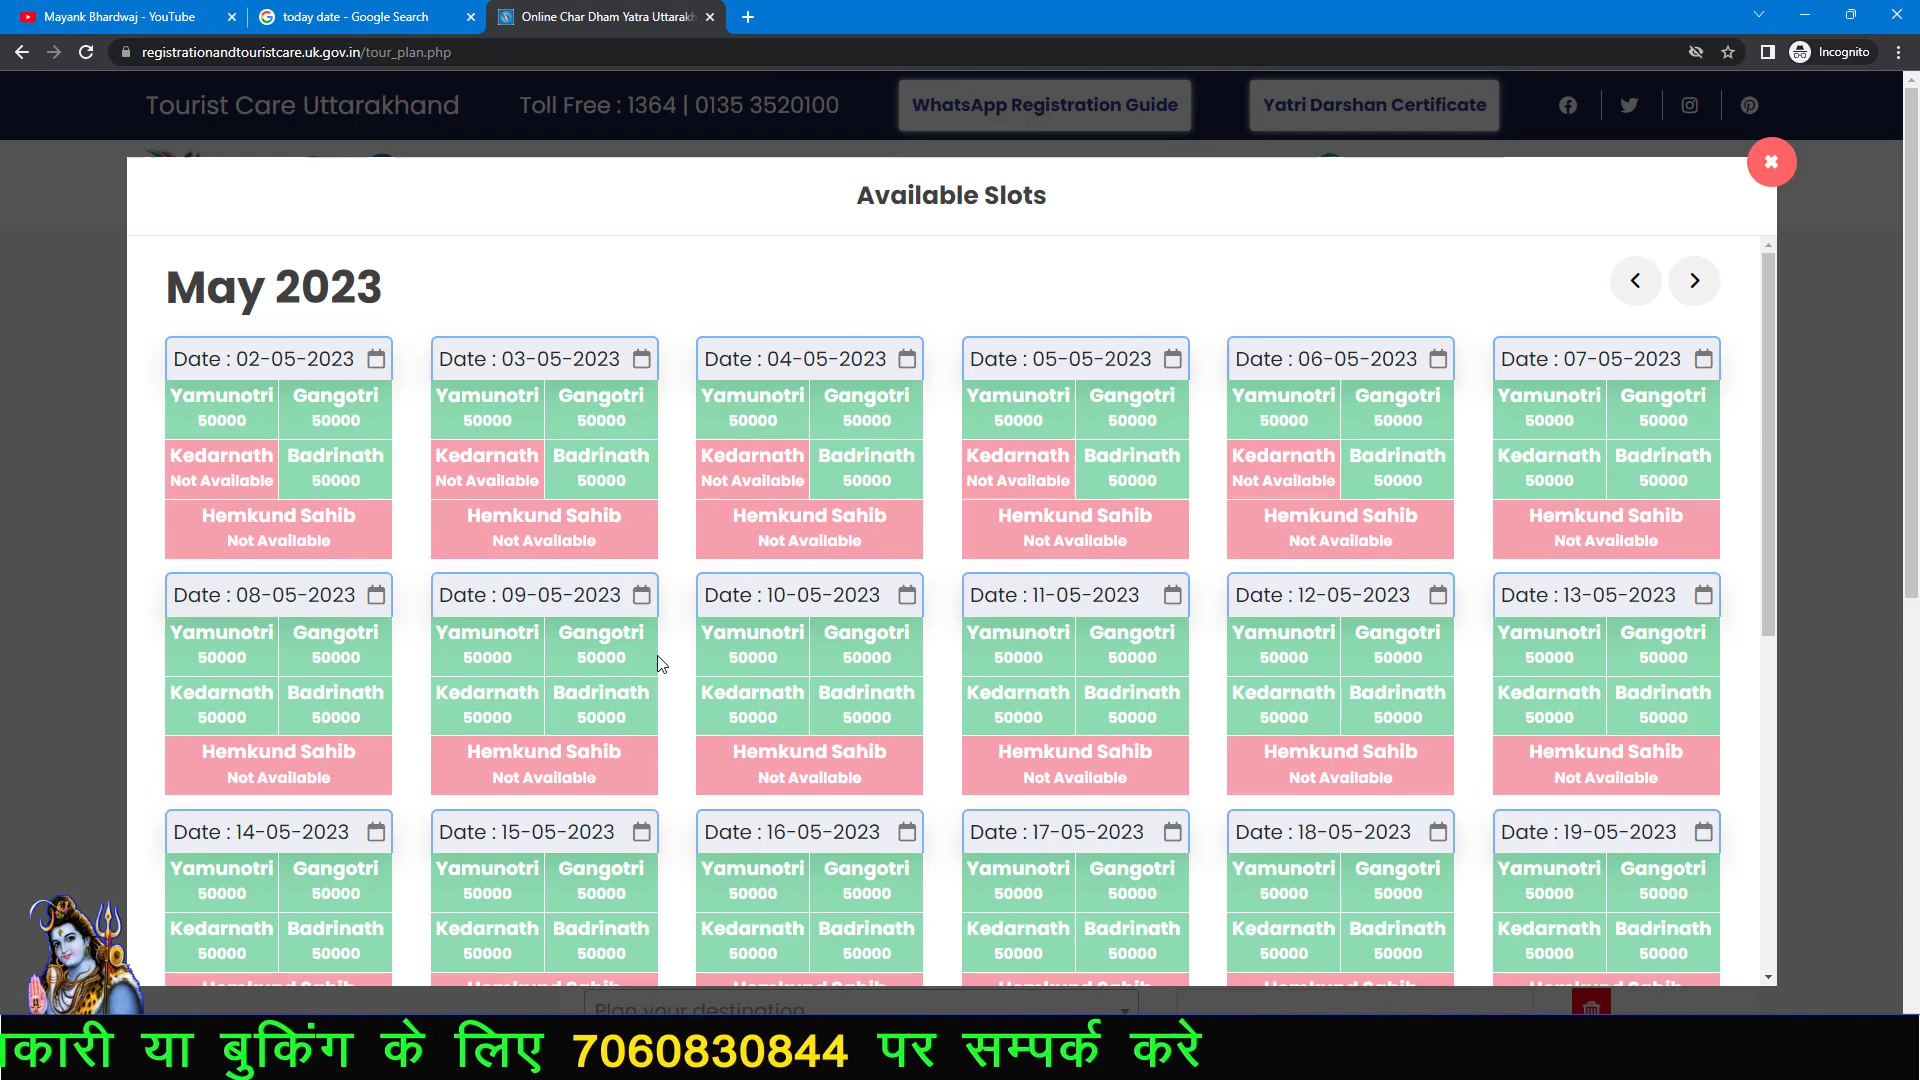 Mayank Bhardwaj - YouTube
today date - Google Search
Online Char Dham Yatra Uttarakh
registrationandtouristcare.uk.gov.in/tour_plan.php
Incognito
Tourist Care Uttarakhand
Toll Free : 1364 | 0135 3520100
WhatsApp Registration Guide
Yatri Darshan Certificate
Available Slots
May 2023
Date : 02-05-2023 Date : 03-05-2023 Date : 04-05-2023 Date : 05-05-2023 Date : 06-05-2023 Date : 07-05-2023
Yamunotri Gangotri Yamunotri Gangotri Yamunotri Gangotri Yamunotri Gangotri Yamunotri Gangotri Yamunotri Gangotri
50000 50000 50000 50000 50000 50000 50000 50000 50000 50000 50000 50000
Kedarnath Badrinath Kedarnath Badrinath Kedarnath Badrinath Kedarnath Badrinath Kedarnath Badrinath Kedarnath Badrinath
Not Available 50000 Not Available 50000 Not Available 50000 Not Available 50000 Not Available 50000 50000 50000
Hemkund Sahib Hemkund Sahib Hemkund Sahib Hemkund Sahib Hemkund Sahib Hemkund Sahib
Not Available Not Available Not Available Not Available Not Available Not Available
Date : 08-05-2023 Date : 09-05-2023 Date : 10-05-2023 Date : 11-05-2023 Date : 12-05-2023 Date : 13-05-2023
Yamunotri Gangotri Yamunotri Gangotri Yamunotri Gangotri Yamunotri Gangotri Yamunotri Gangotri Yamunotri Gangotri
50000 50000 50000 50000 50000 50000 50000 50000 50000 50000 50000 50000
Kedarnath Badrinath Kedarnath Badrinath Kedarnath Badrinath Kedarnath Badrinath Kedarnath Badrinath Kedarnath Badrinath
50000 50000 50000 50000 50000 50000 50000 50000 50000 50000 50000 50000
Hemkund Sahib Hemkund Sahib Hemkund Sahib Hemkund Sahib Hemkund Sahib Hemkund Sahib
Not Available Not Available Not Available Not Available Not Available Not Available
Date : 14-05-2023 Date : 15-05-2023 Date : 16-05-2023 Date : 17-05-2023 Date : 18-05-2023 Date : 19-05-2023
Yamunotri Gangotri Yamunotri Gangotri Yamunotri Gangotri Yamunotri Gangotri Yamunotri Gangotri Yamunotri Gangotri
50000 50000 50000 50000 50000 50000 50000 50000 50000 50000 50000 50000
Kedarnath Badrinath Kedarnath Badrinath Kedarnath Badrinath Kedarnath Badrinath Kedarnath Badrinath Kedarnath Badrinath
50000 50000 50000 50000 50000 50000 50000 50000 50000 50000 50000 50000
Plan your destination
कारी या बुकिंग के लिए 7060830844 पर सम्पर्क करे